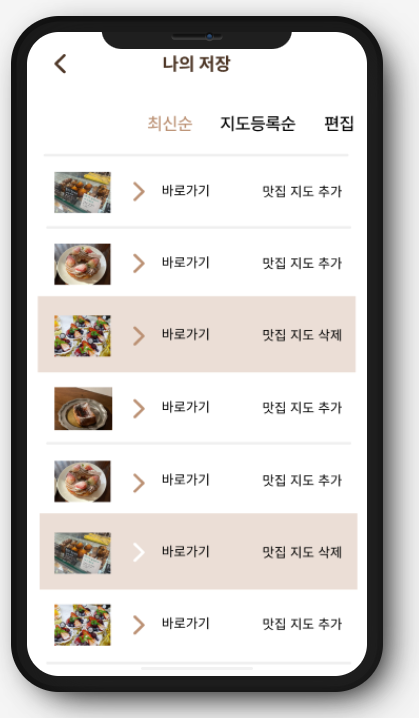 나의 저장
최신순 지도등록순 편집
바로가기 맛집 지도 추가
바로가기 맛집 지도 추가
바로가기 맛집 지도 삭제
바로가기 맛집 지도 추가
바로가기 맛집 지도 추가
바로가기 맛집 지도 삭제
바로가기 맛집 지도 추가